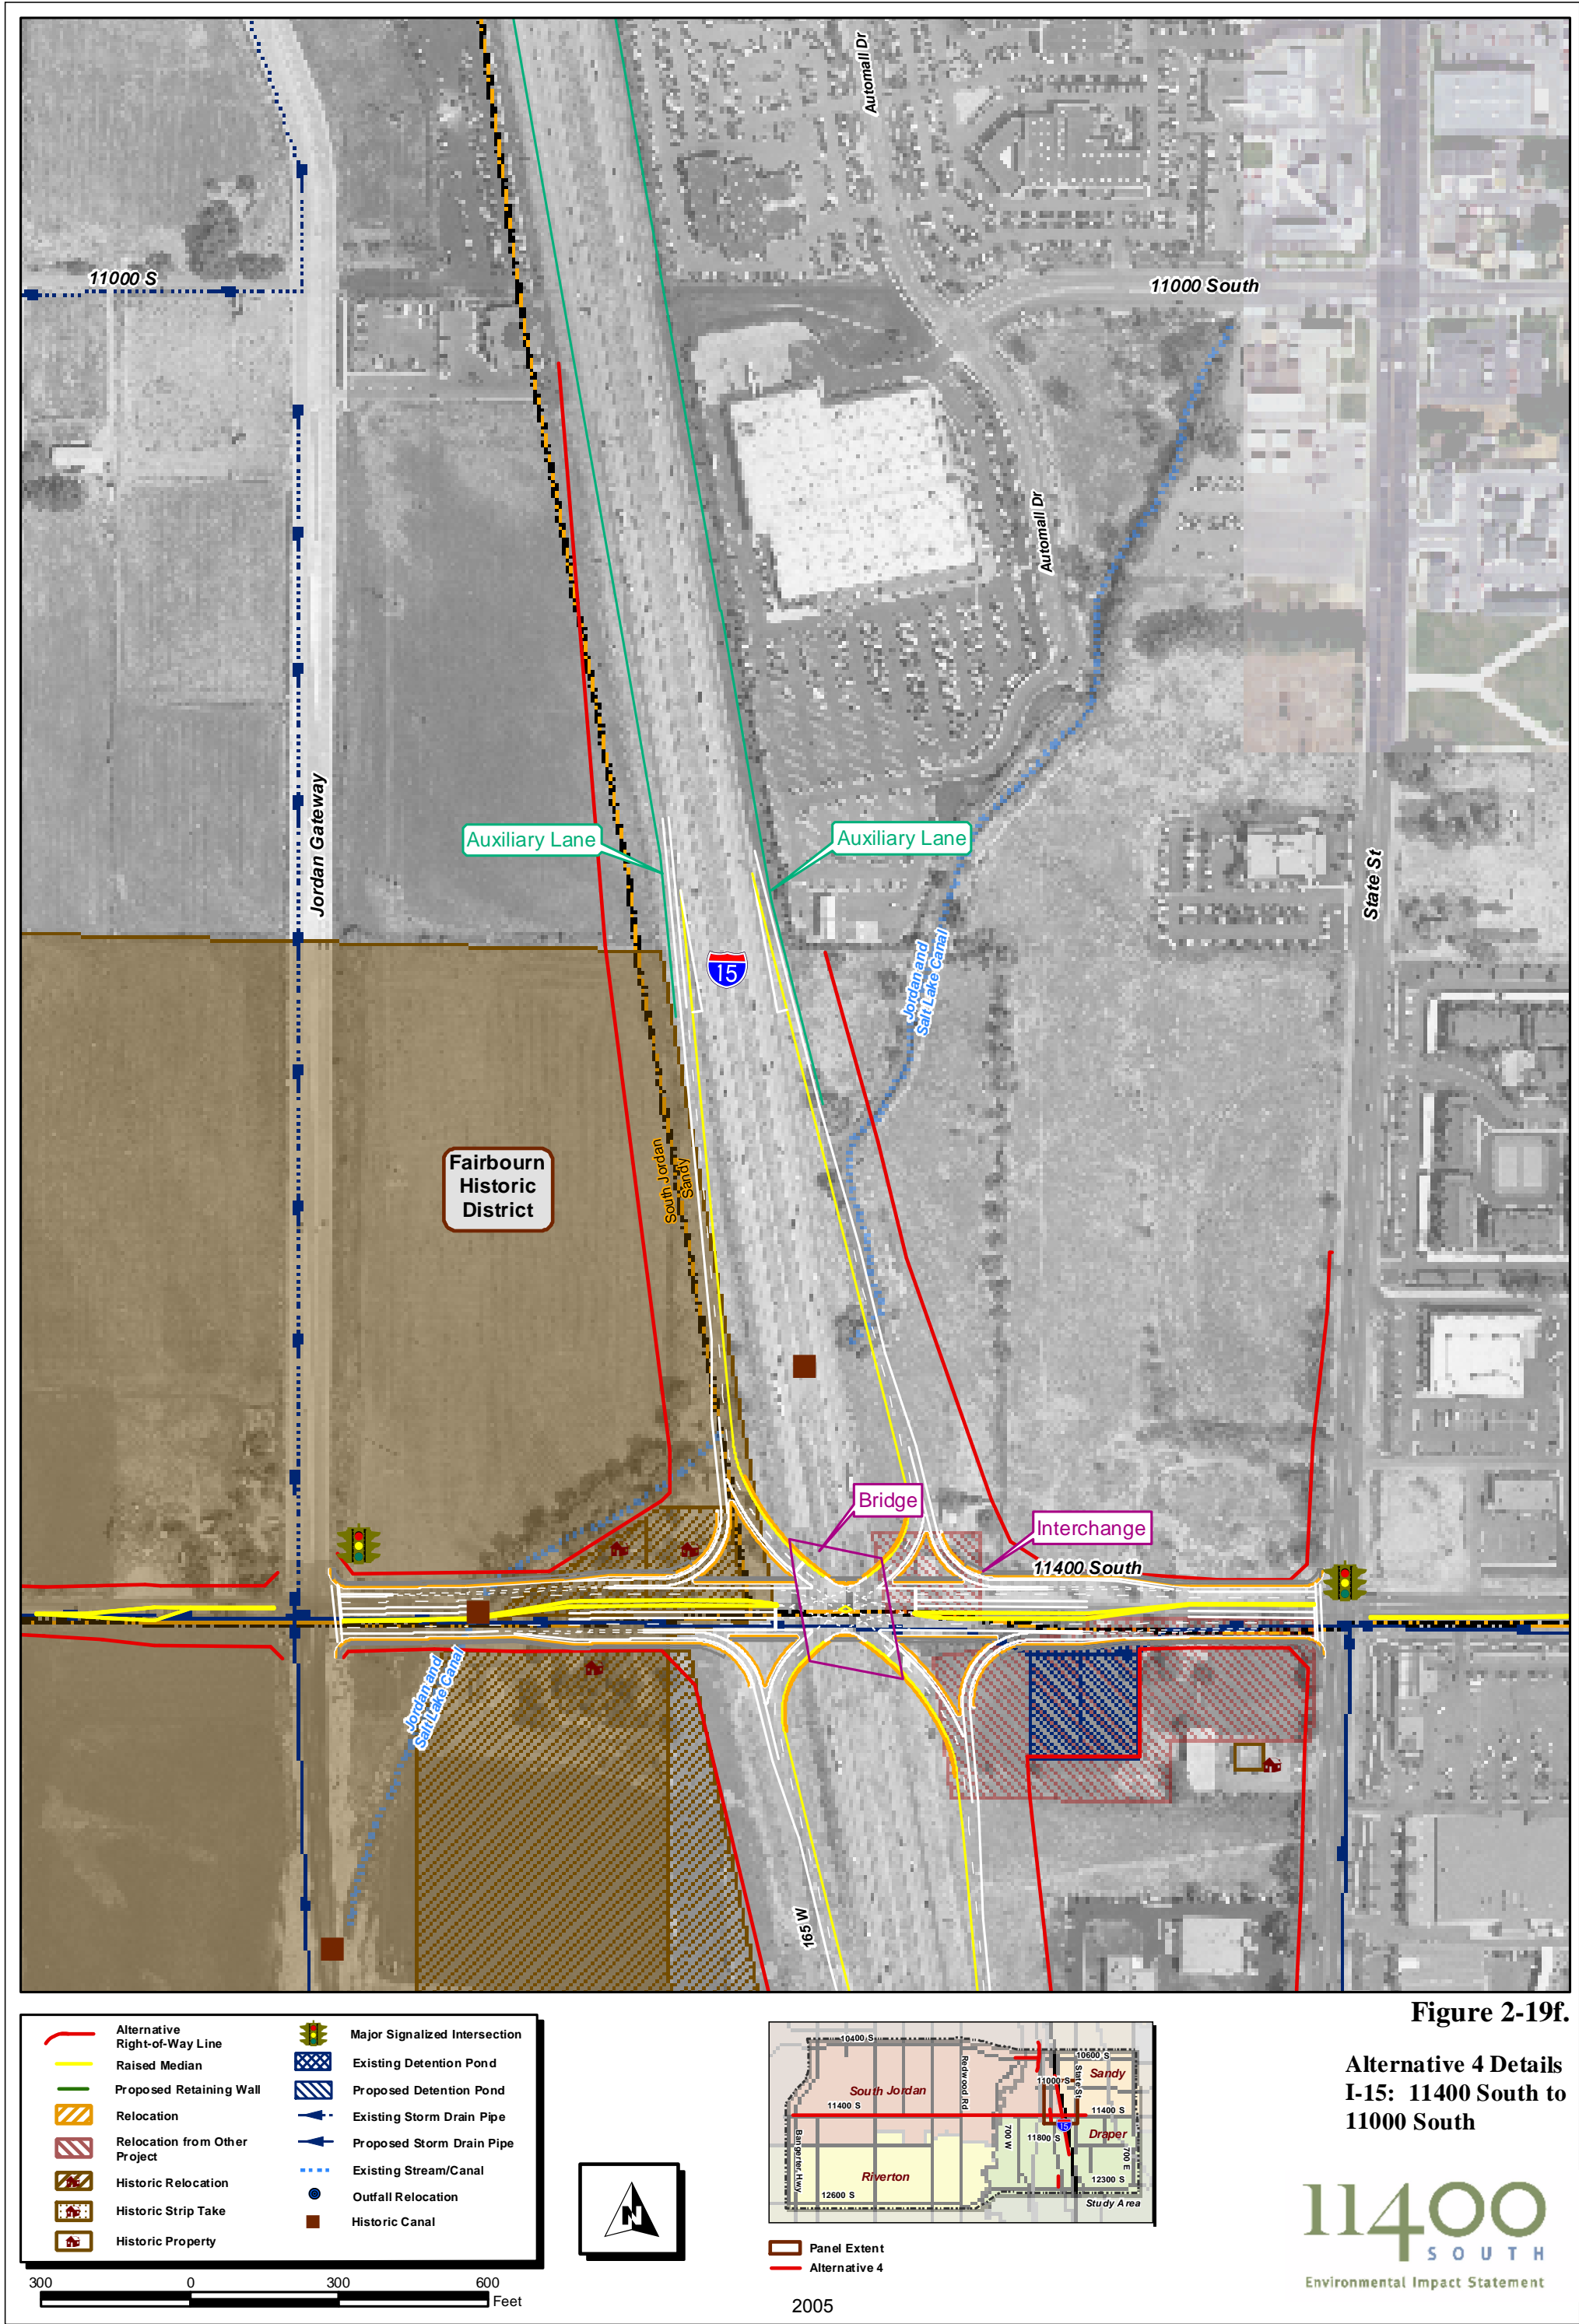 Automall Dr
11000 S
11000 South
Automall Dr
Jordan Gateway
Auxiliary Lane
Auxiliary Lane
State St
15
Jordan and
Salt Lake Canal
Fairbourn
Historic
District
South Jordan
Sandy
Bridge
Interchange
11400 South
Jordan and
Salt Lake Canal
165 W
Figure 2-19f.
Alternative 4 Details
I-15: 11400 South to
11000 South
Alternative
Right-of-Way Line
Raised Median
Proposed Retaining Wall
Relocation
Relocation from Other
Project
Historic Relocation
Historic Strip Take
Historic Property
Major Signalized Intersection
Existing Detention Pond
Proposed Detention Pond
Existing Storm Drain Pipe
Proposed Storm Drain Pipe
Existing Stream/Canal
Outfall Relocation
Historic Canal
300 0 300 600
Feet
N
10400 S
10600 S
Redwood Rd
11000 S
State St
Sandy
South Jordan
11400 S
11400 S
15
Bangerter Hwy
700 W
11800 S
Draper
700 E
Riverton
12300 S
12600 S
Study Area
Panel Extent
Alternative 4
2005
11400
SOUTH
Environmental Impact Statement